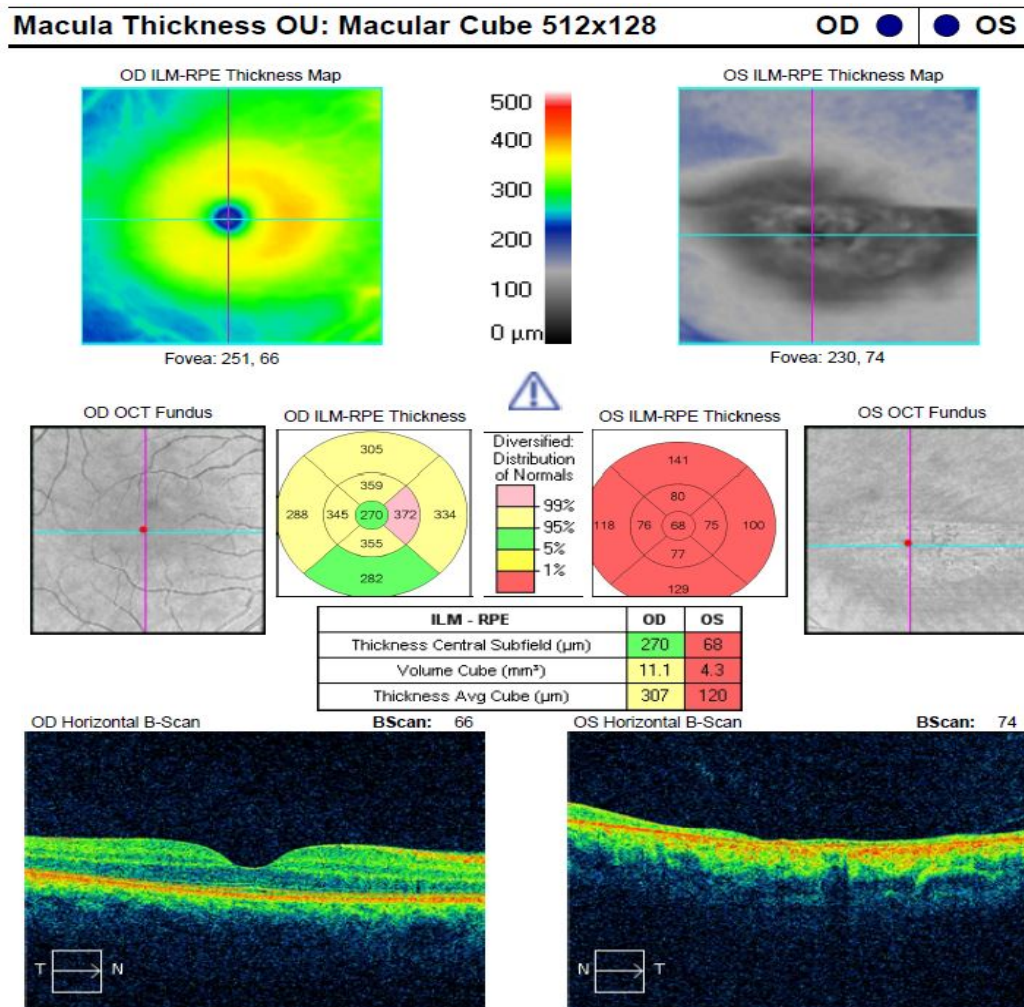 Macula Thickness OU: Macular Cube 512x128 OD OS
OD ILM-RPE Thickness Map
OS ILM-RPE Thickness Map
500
400
300
200
100
0 µm
Fovea: 251, 66
Fovea: 230, 74
OD OCT Fundus
OD ILM-RPE Thickness
OS ILM-RPE Thickness
OS OCT Fundus
305
359
288 345 270 372 334
355
282
Diversified:
Distribution
of Normals
99%
95%
5%
1%
141
80
118 76 68 75 100
77
129
ILM - RPE OD OS
Thickness Central Subfield (µm) 270 68
Volume Cube (mm³) 11.1 4.3
Thickness Avg Cube (µm) 307 120
OD Horizontal B-Scan BScan: 66
OS Horizontal B-Scan BScan: 74
T N
N T